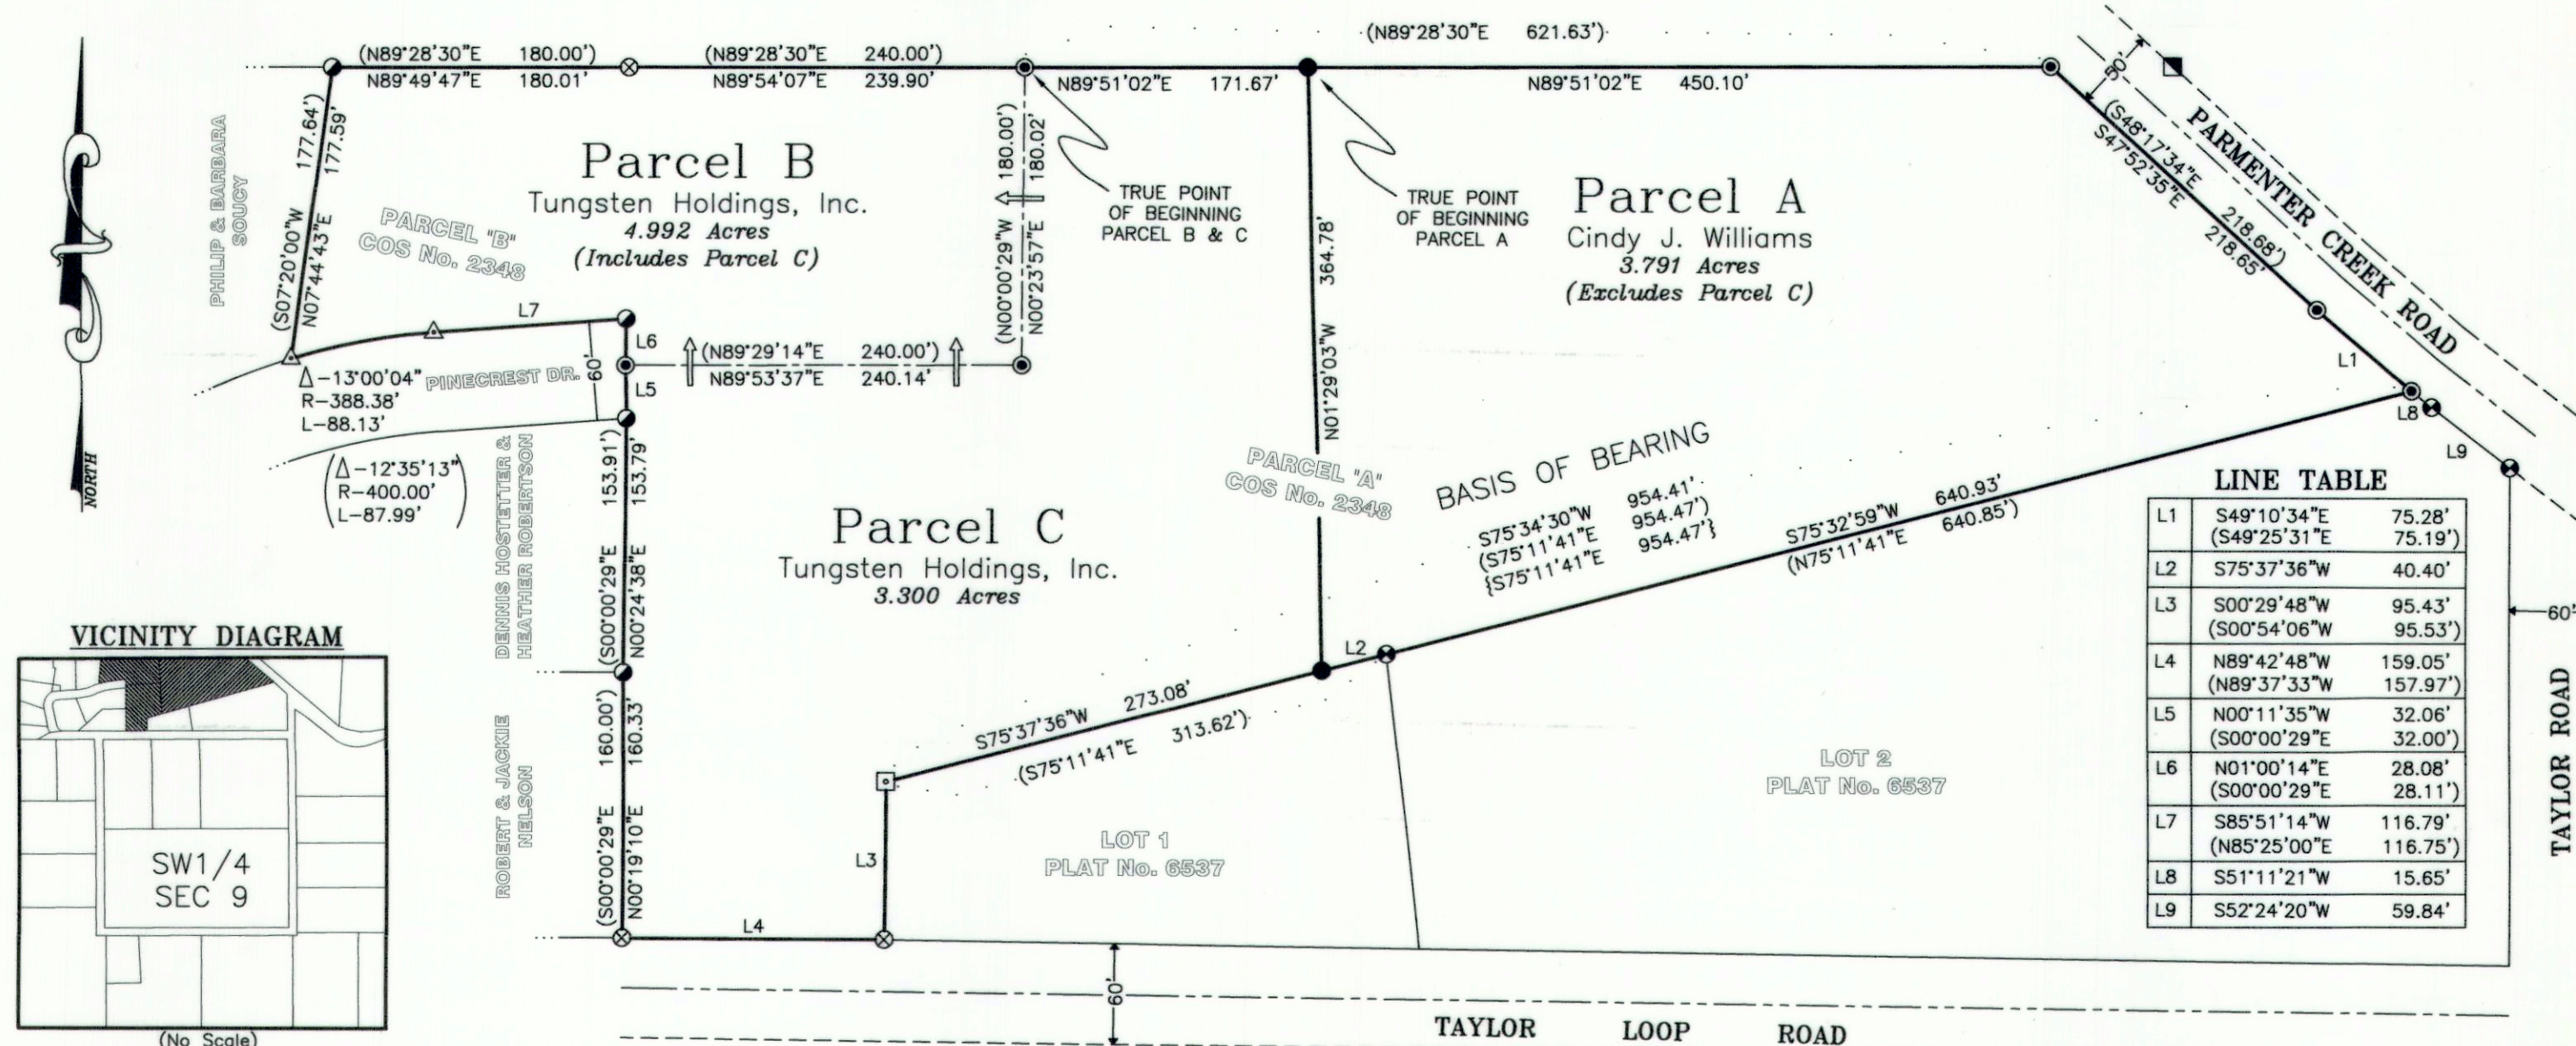 (N89°28'30"E 621.63')
(N89°28'30"E 180.00')
N89°49'47"E 180.01'
(N89°28'30"E 240.00')
N89°54'07"E 239.90'
N89°51'02"E 171.67'
N89°51'02"E 450.10'
50'
(S48°17'34"E 218.68')
S47°52'35"E 218.65'
PARMENTER CREEK ROAD
(S07°20'00"W 177.64')
N07°44'43"E 177.59'
PHILIP & BARBARA
SOUCY
Parcel B
Tungsten Holdings, Inc.
4.992 Acres
(Includes Parcel C)
PARCEL "B"
COS No. 2348
(N00°00'29"W 180.00')
N00°23'57"E 180.02'
TRUE POINT
OF BEGINNING
PARCEL B & C
N01°29'03"W 364.78'
TRUE POINT
OF BEGINNING
PARCEL A
Parcel A
Cindy J. Williams
3.791 Acres
(Excludes Parcel C)
L7
L6
L5
60'
PINECREST DR.
(N89°29'14"E 240.00')
N89°53'37"E 240.14'
Δ-13°00'04"
R-388.38'
L-88.13'
(Δ-12°35'13"
R-400.00'
L-87.99')
L1
L8
L9
NORTH
DENNIS HOSTETTER &
HEATHER ROBERTSON
(S00°00'29"E 153.91')
N00°24'38"E 153.79'
PARCEL "A"
COS No. 2348
BASIS OF BEARING
S75°34'30"W 954.41'
(S75°11'41"E 954.47')
{S75°11'41"E 954.47'}
S75°32'59"W 640.93'
(N75°11'41"E 640.85')
Parcel C
Tungsten Holdings, Inc.
3.300 Acres
L2
S75°37'36"W 273.08'
(S75°11'41"E 313.62')
ROBERT & JACKIE
NELSON
(S00°00'29"E 160.00')
N00°19'10"E 160.33'
L3
L4
LOT 1
PLAT No. 6537
LOT 2
PLAT No. 6537
LINE TABLE
L1 S49°10'34"E 75.28'
(S49°25'31"E 75.19')
L2 S75°37'36"W 40.40'
L3 S00°29'48"W 95.43'
(S00°54'06"W 95.53')
L4 N89°42'48"W 159.05'
(N89°37'33"W 157.97')
L5 N00°11'35"W 32.06'
(S00°00'29"E 32.00')
L6 N01°00'14"E 28.08'
(S00°00'29"E 28.11')
L7 S85°51'14"W 116.79'
(N85°25'00"E 116.75')
L8 S51°11'21"W 15.65'
L9 S52°24'20"W 59.84'
60'
TAYLOR ROAD
VICINITY DIAGRAM
SW1/4
SEC 9
(No Scale)
60'
TAYLOR LOOP ROAD